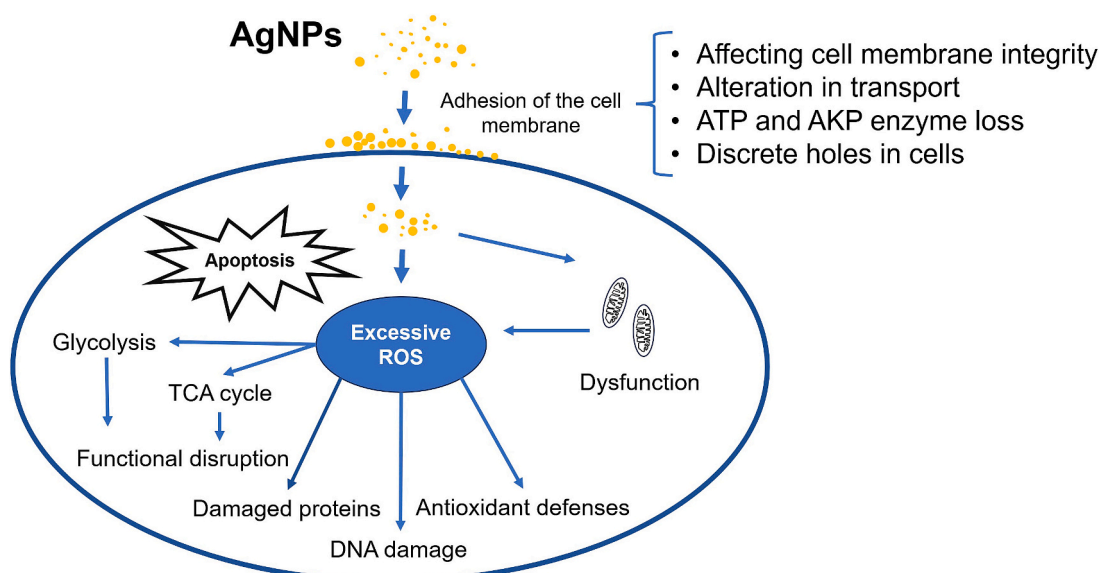 AgNPs
Adhesion of the cell
membrane
• Affecting cell membrane integrity
• Alteration in transport
• ATP and AKP enzyme loss
• Discrete holes in cells
Apoptosis
Excessive
ROS
Glycolysis
TCA cycle
Dysfunction
Functional disruption
Damaged proteins
Antioxidant defenses
DNA damage